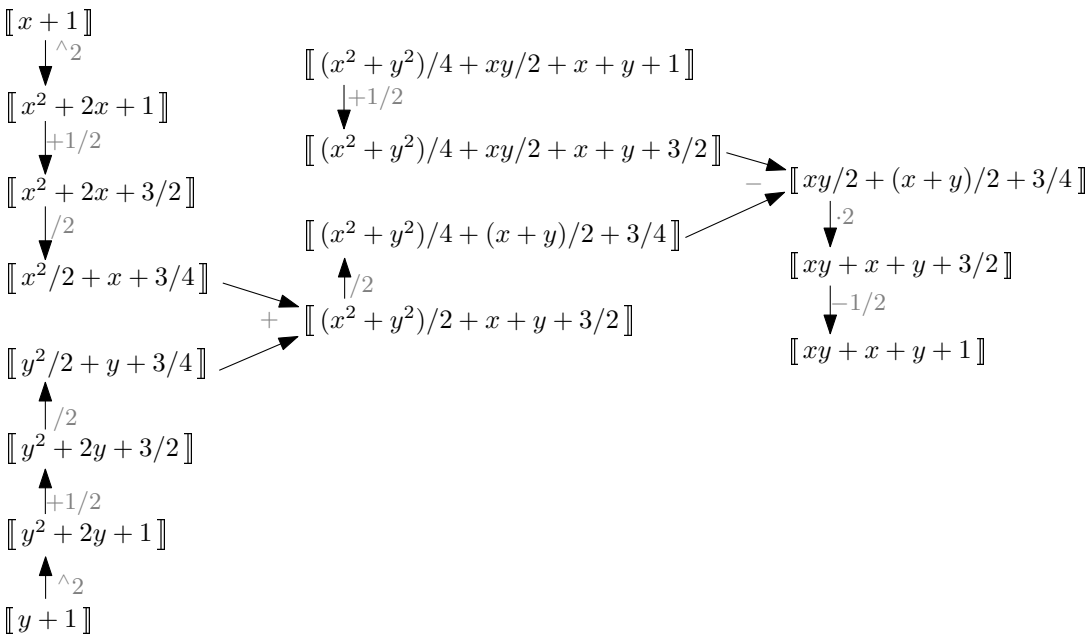 ⟦x + 1⟧
^2
⟦x² + 2x + 1⟧
+1/2
⟦x² + 2x + 3/2⟧
/2
⟦x²/2 + x + 3/4⟧
⟦y²/2 + y + 3/4⟧
/2
⟦y² + 2y + 3/2⟧
+1/2
⟦y² + 2y + 1⟧
^2
⟦y + 1⟧
⟦(x² + y²)/4 + xy/2 + x + y + 1⟧
+1/2
⟦(x² + y²)/4 + xy/2 + x + y + 3/2⟧
⟦(x² + y²)/4 + (x + y)/2 + 3/4⟧
/2
+
⟦(x² + y²)/2 + x + y + 3/2⟧
−
⟦xy/2 + (x + y)/2 + 3/4⟧
·2
⟦xy + x + y + 3/2⟧
−1/2
⟦xy + x + y + 1⟧